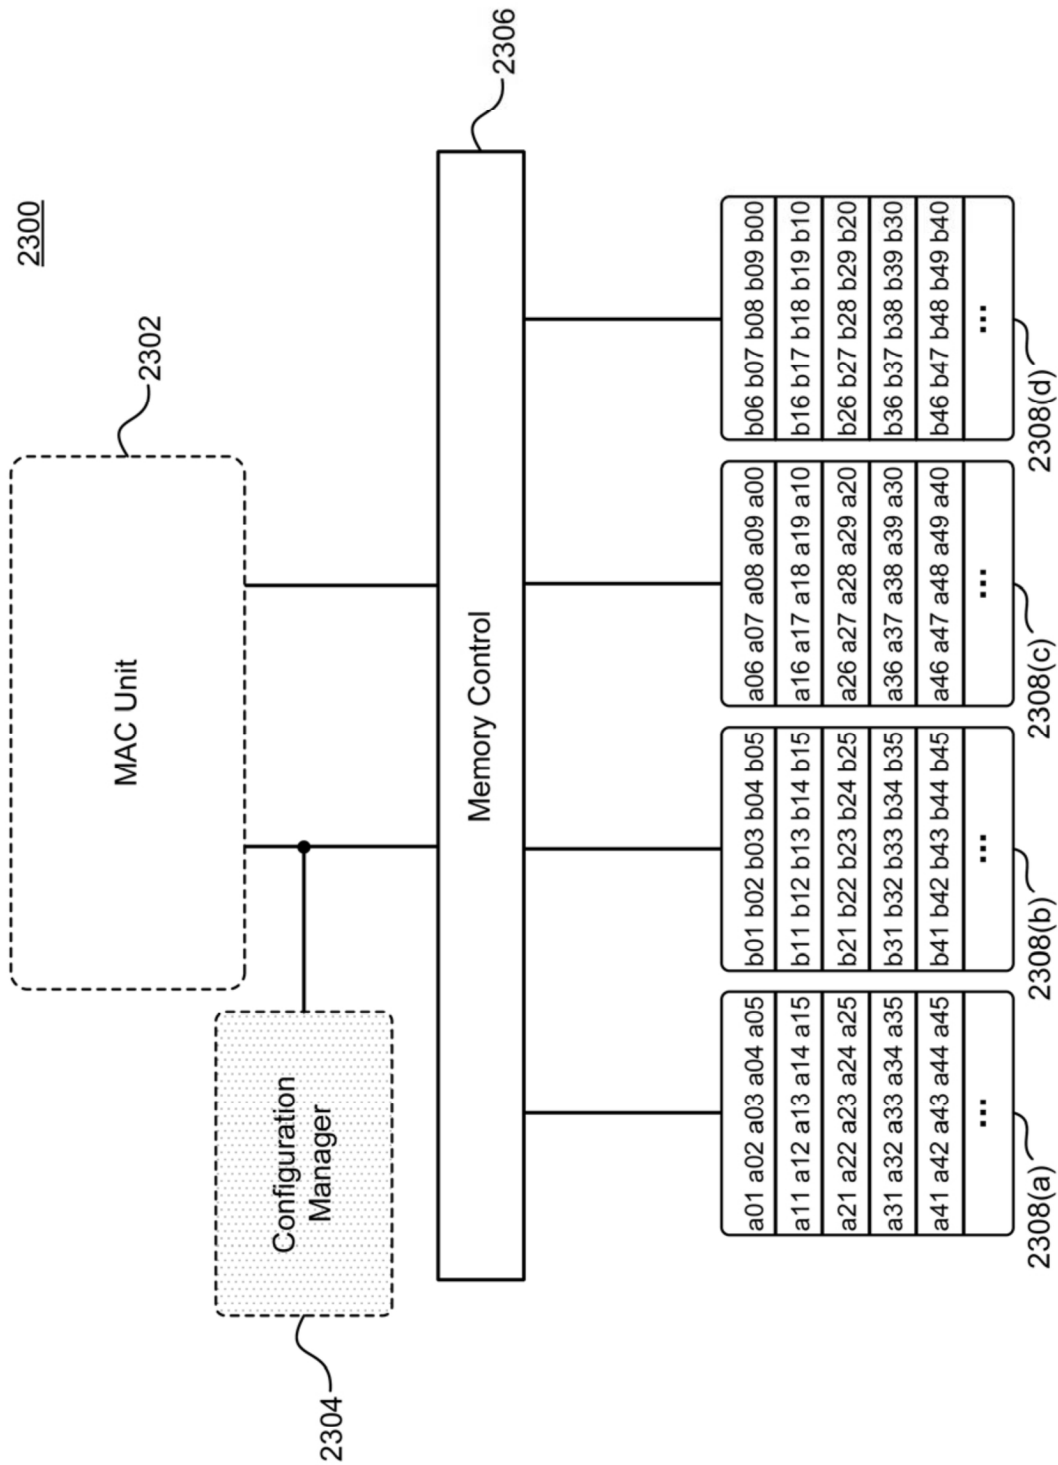 2300
MAC Unit
2302
Configuration
Manager
2304
Memory Control
2306
a01 a02 a03 a04 a05
a11 a12 a13 a14 a15
a21 a22 a23 a24 a25
a31 a32 a33 a34 a35
a41 a42 a43 a44 a45
...
2308(a)
b01 b02 b03 b04 b05
b11 b12 b13 b14 b15
b21 b22 b23 b24 b25
b31 b32 b33 b34 b35
b41 b42 b43 b44 b45
...
2308(b)
a06 a07 a08 a09 a00
a16 a17 a18 a19 a10
a26 a27 a28 a29 a20
a36 a37 a38 a39 a30
a46 a47 a48 a49 a40
...
2308(c)
b06 b07 b08 b09 b00
b16 b17 b18 b19 b10
b26 b27 b28 b29 b20
b36 b37 b38 b39 b30
b46 b47 b48 b49 b40
...
2308(d)